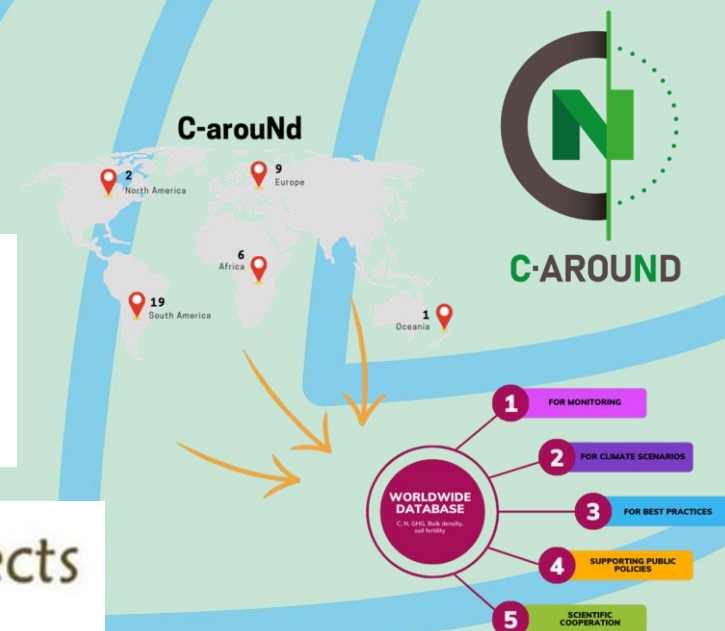 C-arouNd
2
North America
9
Europe
6
Africa
19
South America
1
Oceania
CN
C·AROUND
1 FOR MONITORING
2 FOR CLIMATE SCENARIOS
WORLDWIDE
DATABASE
C, N, GHG, Bulk density,
soil fertility
3 FOR BEST PRACTICES
4 SUPPORTING PUBLIC
POLICIES
5 SCIENTIFIC
COOPERATION
ects